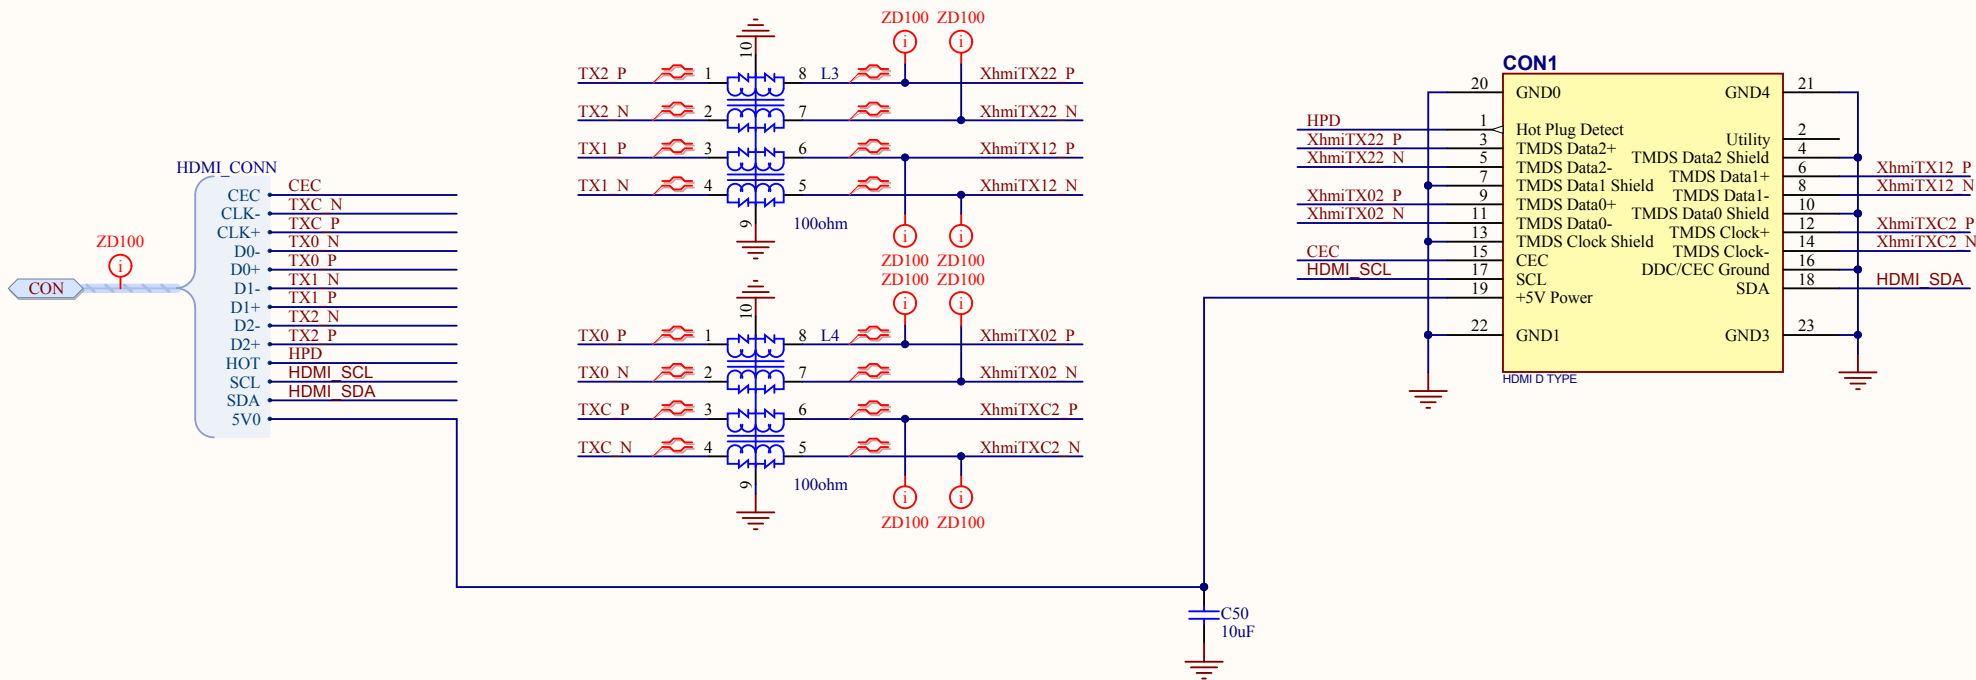 CON
ZD100
i
HDMI_CONN
CEC CEC
CLK- TXC_N
CLK+ TXC_P
D0- TX0_N
D0+ TX0_P
D1- TX1_N
D1+ TX1_P
D2- TX2_N
D2+ TX2_P
HOT HPD
SCL HDMI_SCL
SDA HDMI_SDA
5V0
ZD100 ZD100
i i
10
TX2_P 1 8 L3 XhmiTX22_P
TX2_N 2 7 XhmiTX22_N
TX1_P 3 6 XhmiTX12_P
TX1_N 4 5 XhmiTX12_N
9 100ohm
i i
ZD100 ZD100
ZD100 ZD100
i i
10
TX0_P 1 8 L4 XhmiTX02_P
TX0_N 2 7 XhmiTX02_N
TXC_P 3 6 XhmiTXC2_P
TXC_N 4 5 XhmiTXC2_N
9 100ohm
i i
ZD100 ZD100
C50
10uF
CON1
20 GND0 GND4 21
HPD 1 Hot Plug Detect
Utility 2
XhmiTX22_P 3 TMDS Data2+
TMDS Data2 Shield 4
XhmiTX22_N 5 TMDS Data2-
TMDS Data1+ 6 XhmiTX12_P
7 TMDS Data1 Shield
TMDS Data1- 8 XhmiTX12_N
XhmiTX02_P 9 TMDS Data0+
TMDS Data0 Shield 10
XhmiTX02_N 11 TMDS Data0-
TMDS Clock+ 12 XhmiTXC2_P
13 TMDS Clock Shield
TMDS Clock- 14 XhmiTXC2_N
CEC 15 CEC
DDC/CEC Ground 16
HDMI_SCL 17 SCL
SDA 18 HDMI_SDA
19 +5V Power
22 GND1 GND3 23
HDMI D TYPE